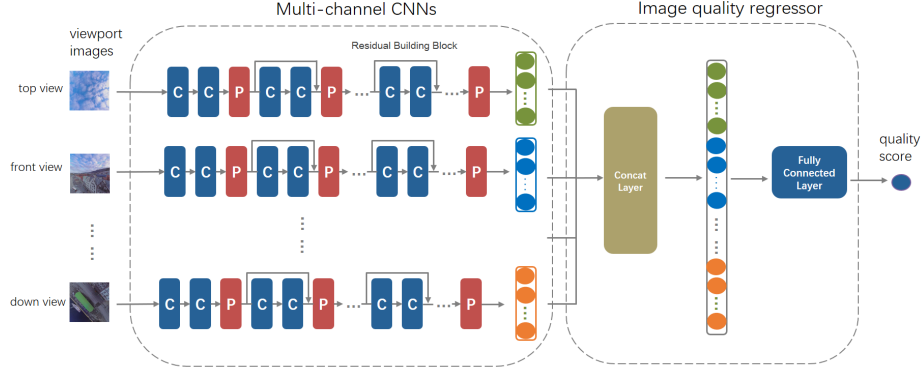 Multi-channel CNNs
Image quality regressor
viewport
images
Residual Building Block
top view
C C P C C P ... C C ... P
front view
C C P C C P ... C C ... P
Concat
Layer
Fully
Connected
Layer
quality
score
down view
C C P C C P ... C C ... P